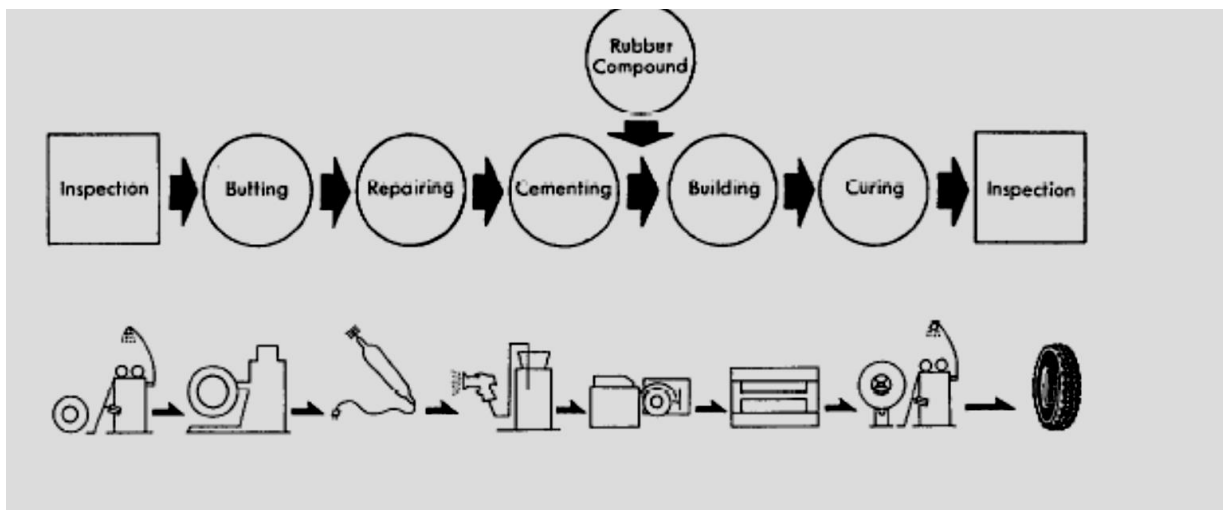 Rubber
Compound
Inspection
Buffing
Repairing
Cementing
Building
Curing
Inspection